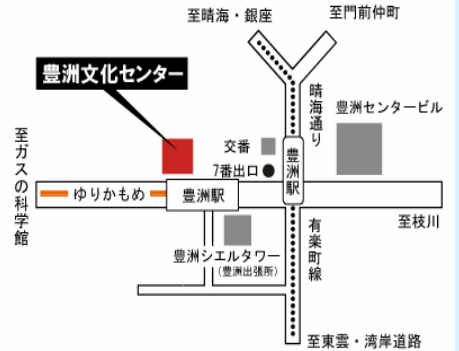 至晴海・銀座
至門前仲町
豊洲文化センター
晴海通り
豊洲センタービル
交番
7番出口
豊洲駅
至ガスの科学館
ゆりかもめ
豊洲駅
至枝川
有楽町線
豊洲シエルタワー
(豊洲出張所)
至東雲・湾岸道路